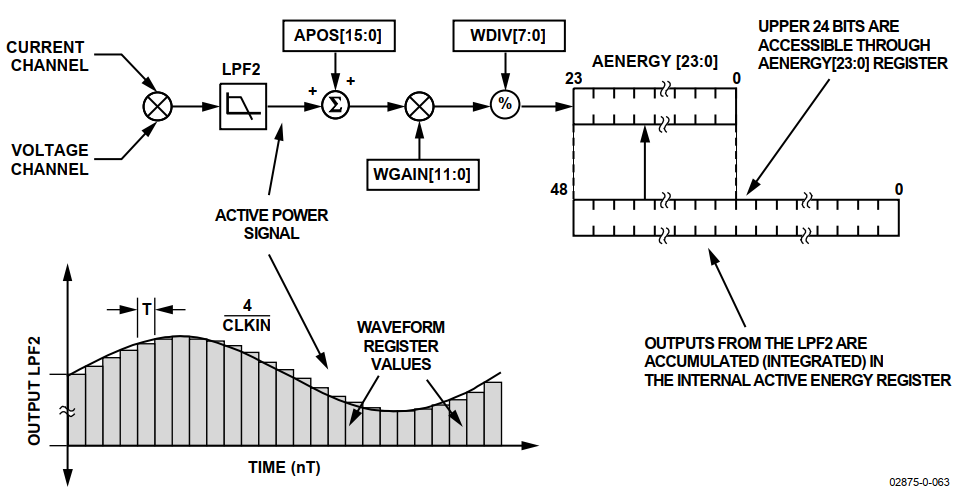 CURRENT
CHANNEL
VOLTAGE
CHANNEL
LPF2
APOS[15:0]
+
+
Σ
WGAIN[11:0]
WDIV[7:0]
%
AENERGY [23:0]
23
0
48
0
UPPER 24 BITS ARE
ACCESSIBLE THROUGH
AENERGY[23:0] REGISTER
ACTIVE POWER
SIGNAL
OUTPUTS FROM THE LPF2 ARE
ACCUMULATED (INTEGRATED) IN
THE INTERNAL ACTIVE ENERGY REGISTER
T
4
CLKIN
WAVEFORM
REGISTER
VALUES
OUTPUT LPF2
TIME (nT)
02875-0-063